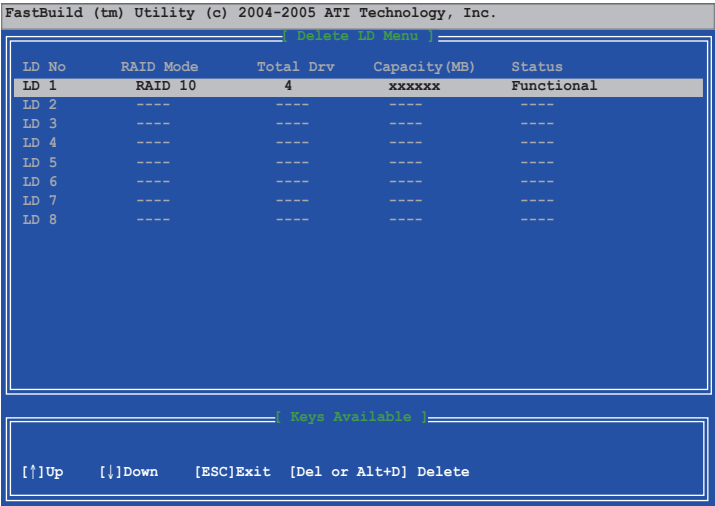 FastBuild (tm) Utility (c) 2004-2005 ATI Technology, Inc.
[ Delete LD Menu ]
LD No RAID Mode Total Drv Capacity(MB) Status
LD 1 RAID 10 4 xxxxxx Functional
LD 2 ---- ---- ---- ----
LD 3 ---- ---- ---- ----
LD 4 ---- ---- ---- ----
LD 5 ---- ---- ---- ----
LD 6 ---- ---- ---- ----
LD 7 ---- ---- ---- ----
LD 8 ---- ---- ---- ----
[ Keys Available ]
[↑]Up [↓]Down [ESC]Exit [Del or Alt+D] Delete